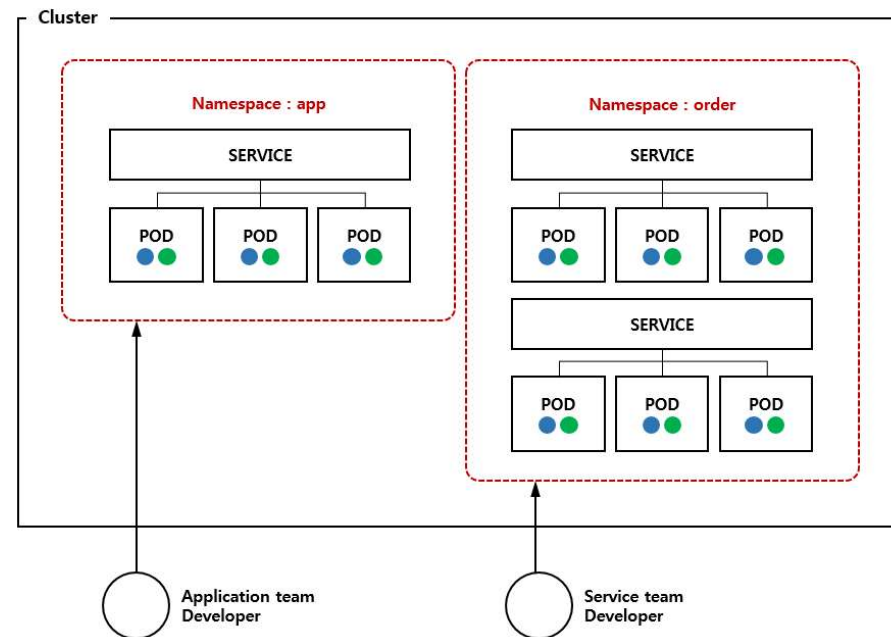 Cluster
Namespace : app
SERVICE
POD
POD
POD
Namespace : order
SERVICE
POD
POD
POD
SERVICE
POD
POD
POD
Application team
Developer
Service team
Developer